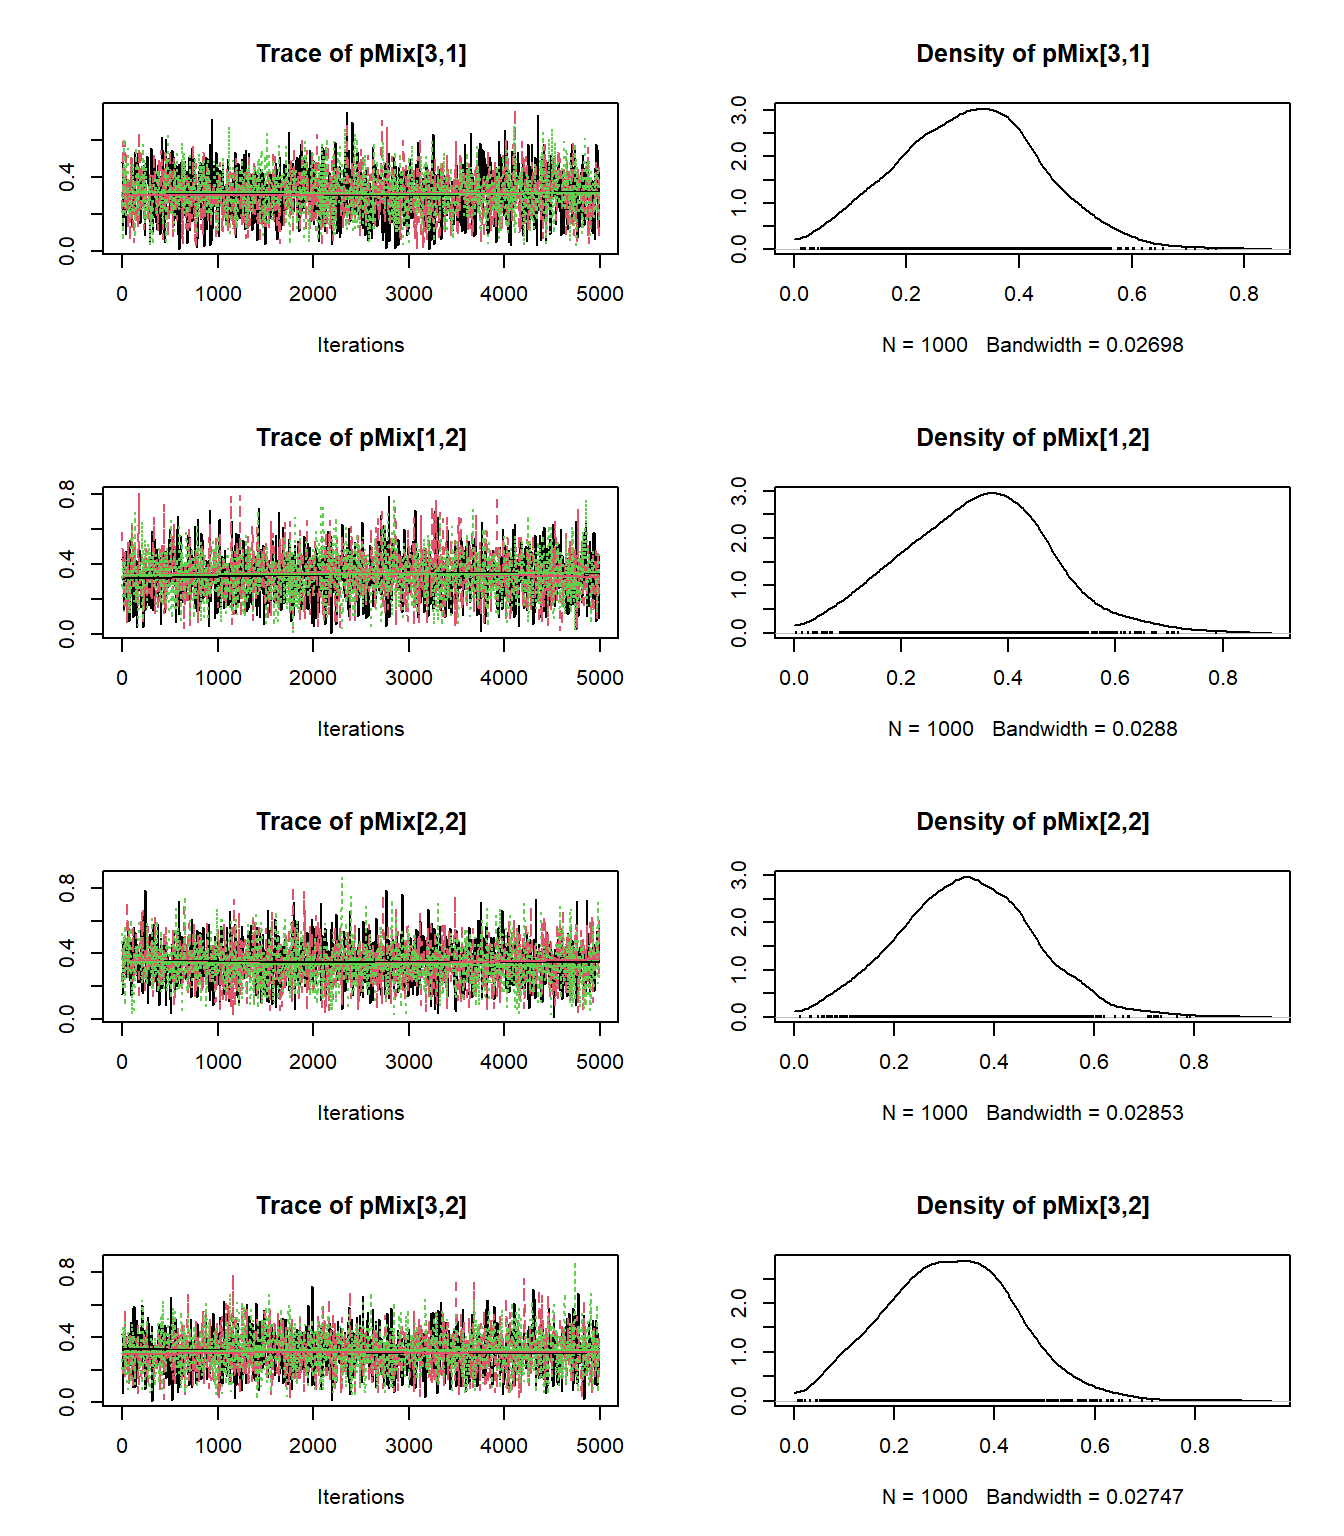 Trace of pMix[3,1]
0.0 0.4
0 1000 2000 3000 4000 5000
Iterations
Density of pMix[3,1]
0.0 1.0 2.0 3.0
0.0 0.2 0.4 0.6 0.8
N = 1000 Bandwidth = 0.02698
Trace of pMix[1,2]
0.0 0.4 0.8
0 1000 2000 3000 4000 5000
Iterations
Density of pMix[1,2]
0.0 1.0 2.0 3.0
0.0 0.2 0.4 0.6 0.8
N = 1000 Bandwidth = 0.0288
Trace of pMix[2,2]
0.0 0.4 0.8
0 1000 2000 3000 4000 5000
Iterations
Density of pMix[2,2]
0.0 1.0 2.0 3.0
0.0 0.2 0.4 0.6 0.8
N = 1000 Bandwidth = 0.02853
Trace of pMix[3,2]
0.0 0.4 0.8
0 1000 2000 3000 4000 5000
Iterations
Density of pMix[3,2]
0.0 1.0 2.0
0.0 0.2 0.4 0.6 0.8
N = 1000 Bandwidth = 0.02747